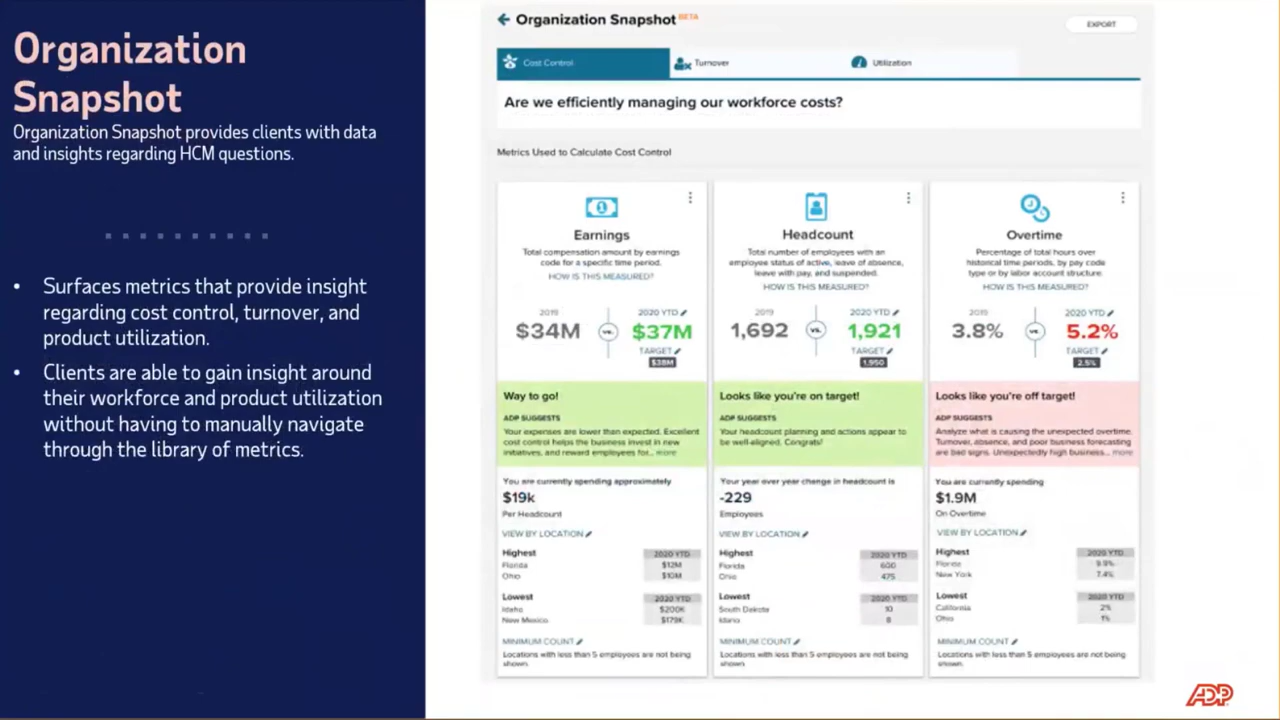 Organization
Snapshot
Organization Snapshot provides clients with data
and insights regarding HCM questions.
• Surfaces metrics that provide insight
regarding cost control, turnover, and
product utilization.
• Clients are able to gain insight around
their workforce and product utilization
without having to manually navigate
through the library of metrics.
Organization Snapshot BETA
EXPORT
Cost Control
Turnover
Utilization
Are we efficiently managing our workforce costs?
Metrics Used to Calculate Cost Control
Earnings
Total compensation amount by earnings
code for a specific time period.
HOW IS THIS MEASURED?
2019
2020 YTD
$34M
vs.
$37M
TARGET
$38M
Way to go!
ADP SUGGESTS
Your expenses are lower than expected. Excellent
cost control helps the business invest in new
initiatives, and reward employees for... more
You are currently spending approximately
$19k
Per Headcount
VIEW BY LOCATION
Highest 2020 YTD
Florida $12M
Ohio $10M
Lowest 2020 YTD
Idaho $200K
New Mexico $179K
MINIMUM COUNT
Locations with less than 5 employees are not being
shown.
Headcount
Total number of employees with an
employee status of active, leave of absence,
leave with pay, and suspended.
HOW IS THIS MEASURED?
2019
2020 YTD
1,692
vs.
1,921
TARGET
1,950
Looks like you're on target!
ADP SUGGESTS
Your headcount planning and actions appear to
be well-aligned. Congrats!
Your year over year change in headcount is
-229
Employees
VIEW BY LOCATION
Highest 2020 YTD
Florida 600
Ohio 475
Lowest 2020 YTD
South Dakota 10
Idaho 8
MINIMUM COUNT
Locations with less than 5 employees are not being
shown
Overtime
Percentage of total hours over
historical time periods, by pay code
type or by labor account structure.
HOW IS THIS MEASURED?
2019
2020 YTD
3.8%
vs.
5.2%
TARGET
2.5%
Looks like you're off target!
ADP SUGGESTS
Analyze what is causing the unexpected overtime.
Turnover, absence, and poor business forecasting
are bad signs. Unexpectedly high business... more
You are currently spending
$1.9M
On Overtime
VIEW BY LOCATION
Highest 2020 YTD
Florida 9.9%
New York 7.4%
Lowest 2020 YTD
California 2%
Ohio 1%
MINIMUM COUNT
Locations with less than 5 employees are not being
shown.
ADP